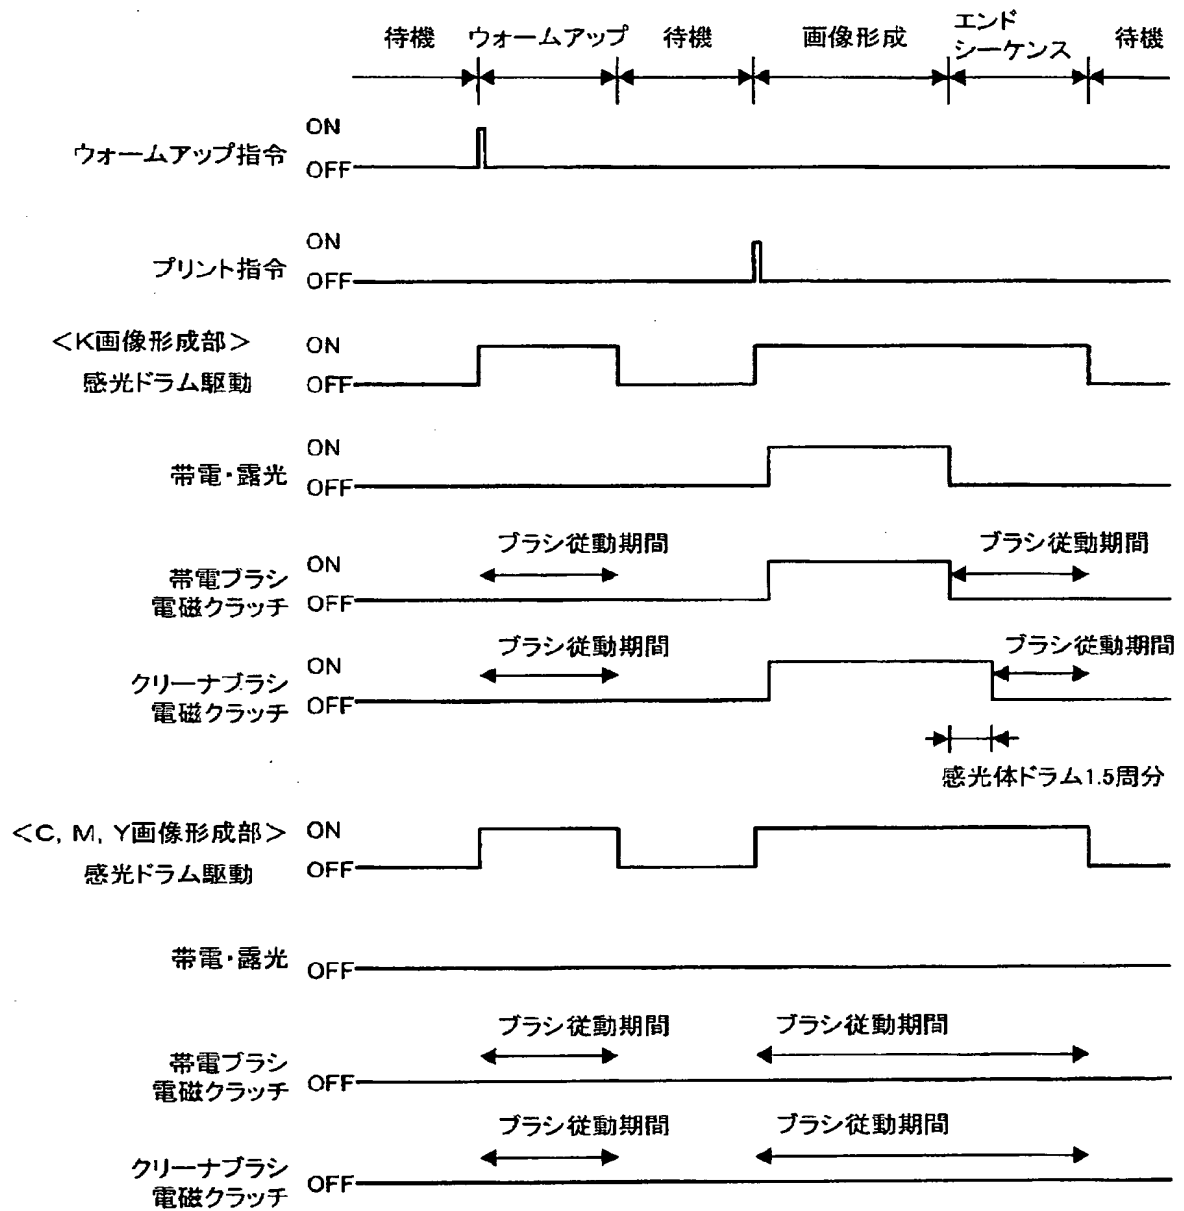 待機 ウォームアップ 待機 画像形成 エンド
シーケンス 待機
ON
ウォームアップ指令
OFF
ON
プリント指令
OFF
<K画像形成部> ON
感光ドラム駆動 OFF
ON
帯電・露光
OFF
ブラシ従動期間 ブラシ従動期間
ON
帯電ブラシ
電磁クラッチ OFF
ブラシ従動期間 ブラシ従動期間
ON
クリーナブラシ
電磁クラッチ OFF
感光体ドラム1.5周分
<C, M, Y画像形成部> ON
感光ドラム駆動 OFF
帯電・露光 OFF
ブラシ従動期間 ブラシ従動期間
帯電ブラシ
電磁クラッチ OFF
ブラシ従動期間 ブラシ従動期間
クリーナブラシ
電磁クラッチ OFF